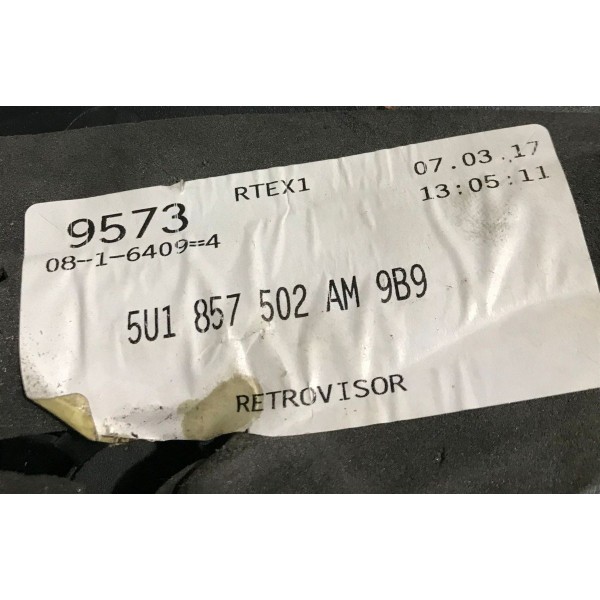 RTEX1
07.03.17
13:05:11
9573
08--1-6409==4
5U1 857 502 AM 9B9
RETROVISOR